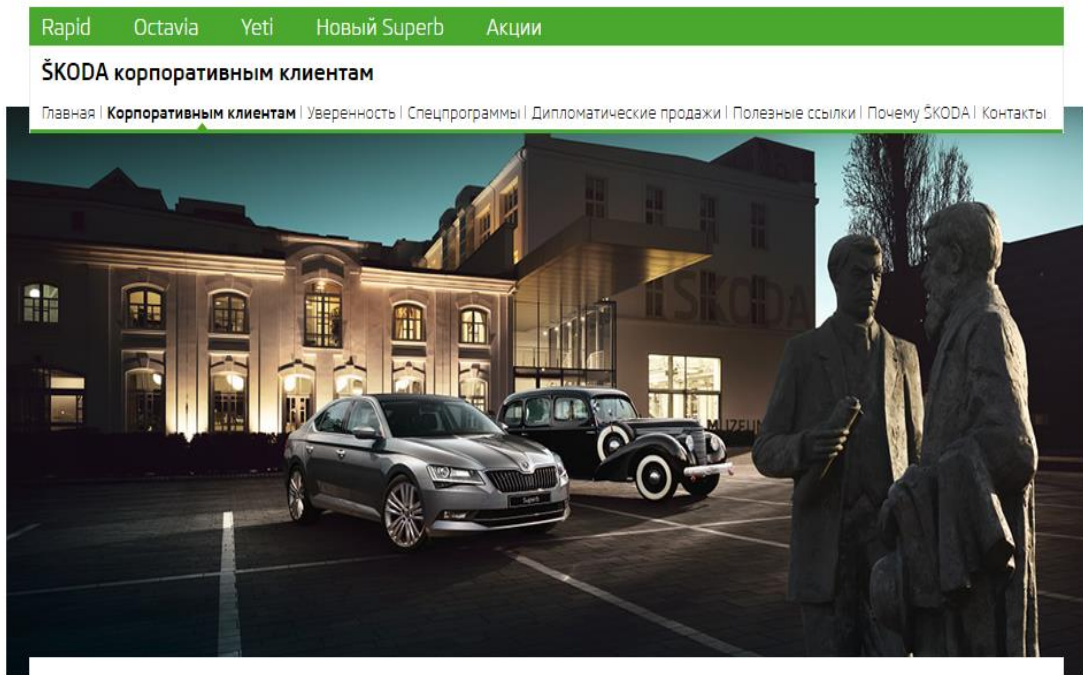 Rapid Octavia Yeti Новый Superb Акции
ŠKODA корпоративным клиентам
Главная | Корпоративным клиентам | Уверенность | Спецпрограммы | Дипломатические продажи | Полезные ссылки | Почему ŠKODA | Контакты
ŠKODA
MUZEUM
Superb